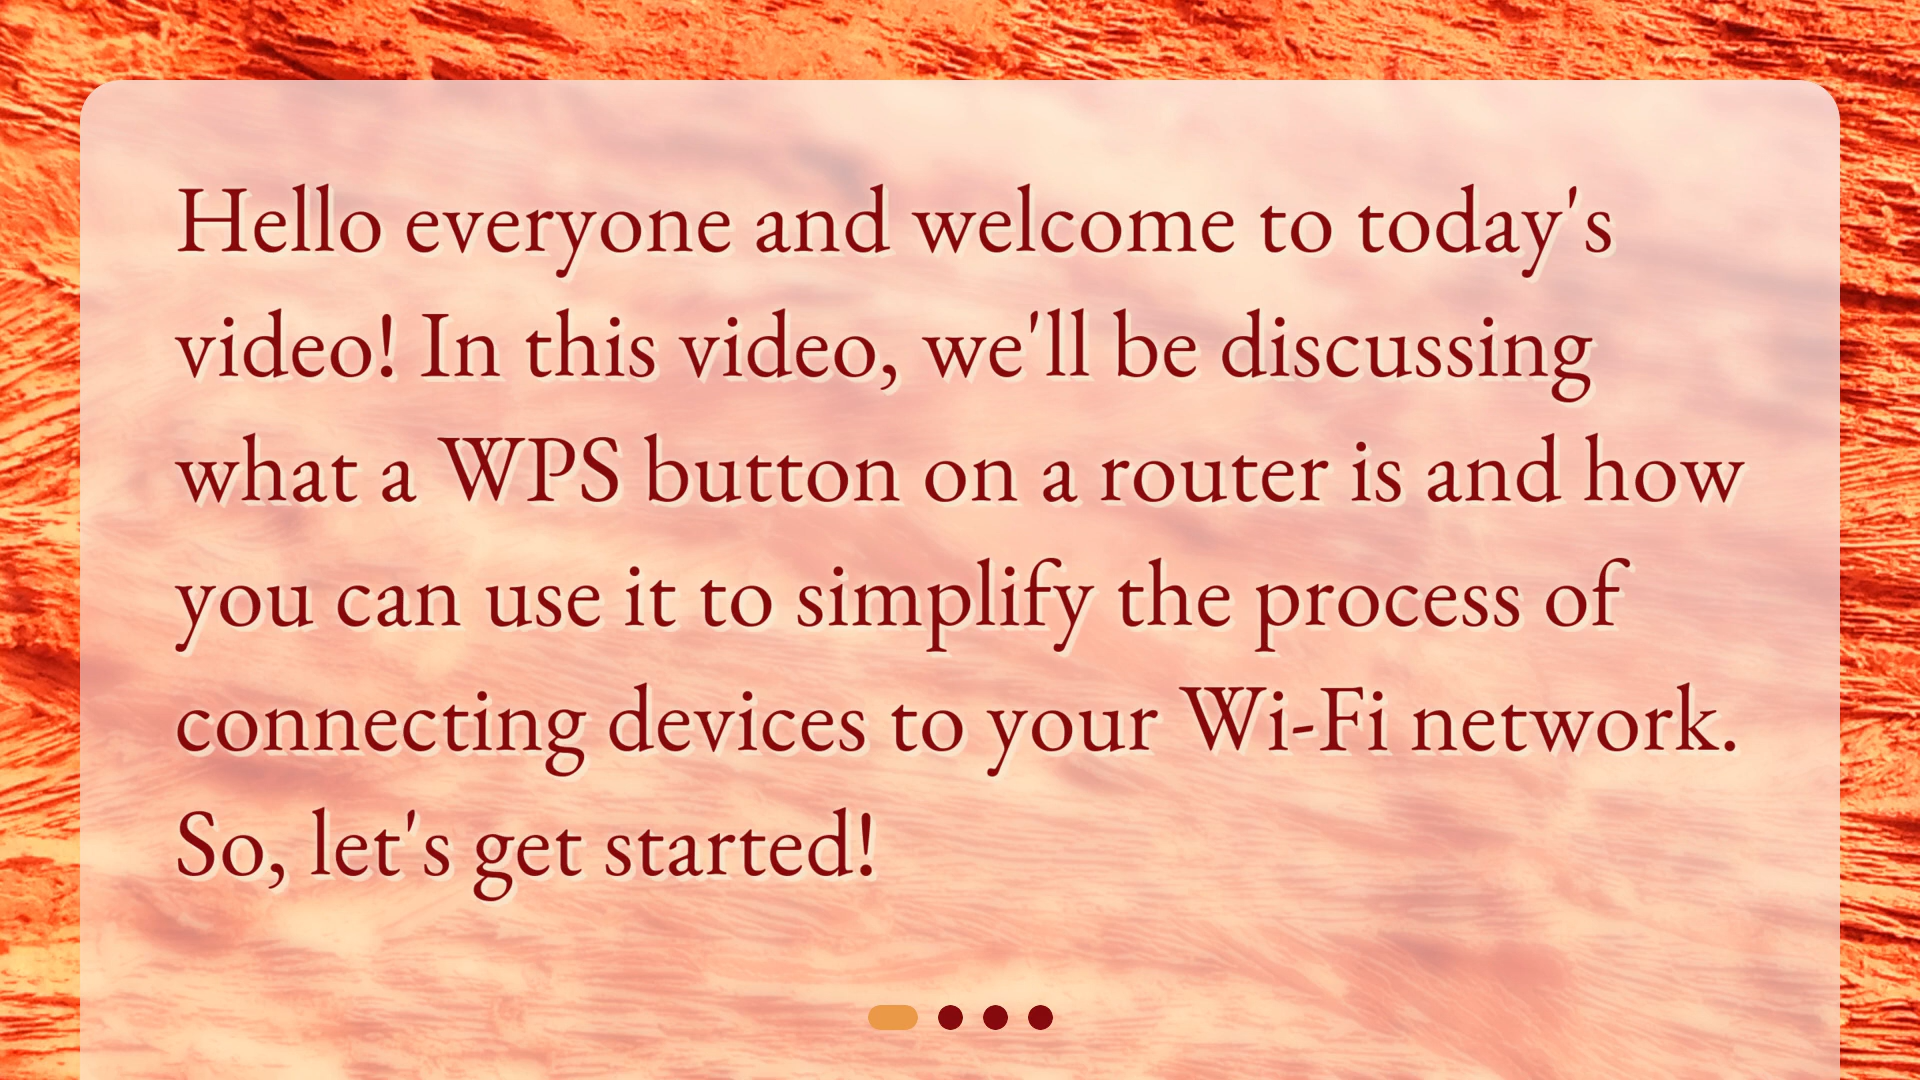 Hello everyone and welcome to today's
video! In this video, we'll be discussing
what a WPS button on a router is and how
you can use it to simplify the process of
connecting devices to your Wi-Fi network.
So, let's get started!